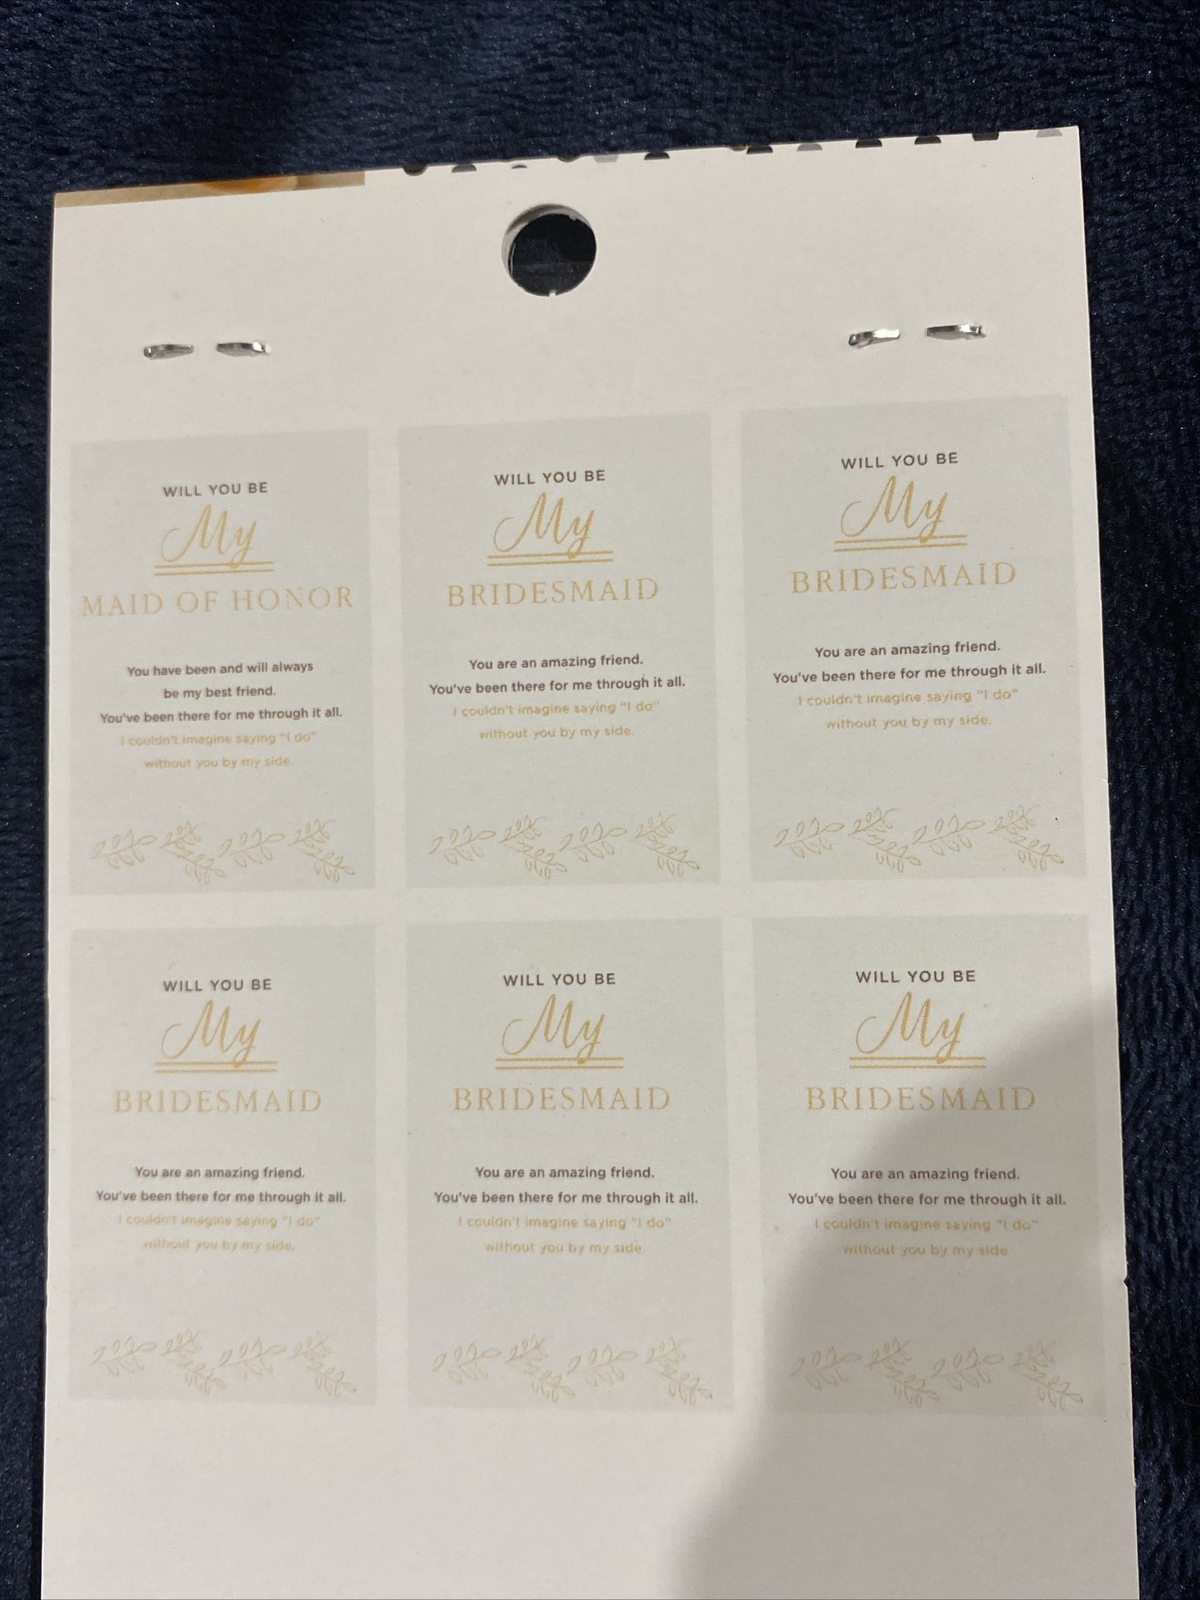 WILL YOU BE
My
MAID OF HONOR
You have been and will always
be my best friend.
You've been there for me through it all.
I couldn't imagine saying "I do"
without you by my side.
WILL YOU BE
My
BRIDESMAID
You are an amazing friend.
You've been there for me through it all.
I couldn't imagine saying "I do"
without you by my side.
WILL YOU BE
My
BRIDESMAID
You are an amazing friend.
You've been there for me through it all.
I couldn't imagine saying "I do"
without you by my side.
WILL YOU BE
My
BRIDESMAID
You are an amazing friend.
You've been there for me through it all.
I couldn't imagine saying "I do"
without you by my side.
WILL YOU BE
My
BRIDESMAID
You are an amazing friend.
You've been there for me through it all.
I couldn't imagine saying "I do"
without you by my side.
WILL YOU BE
My
BRIDESMAID
You are an amazing friend.
You've been there for me through it all.
I couldn't imagine saying "I do"
without you by my side.